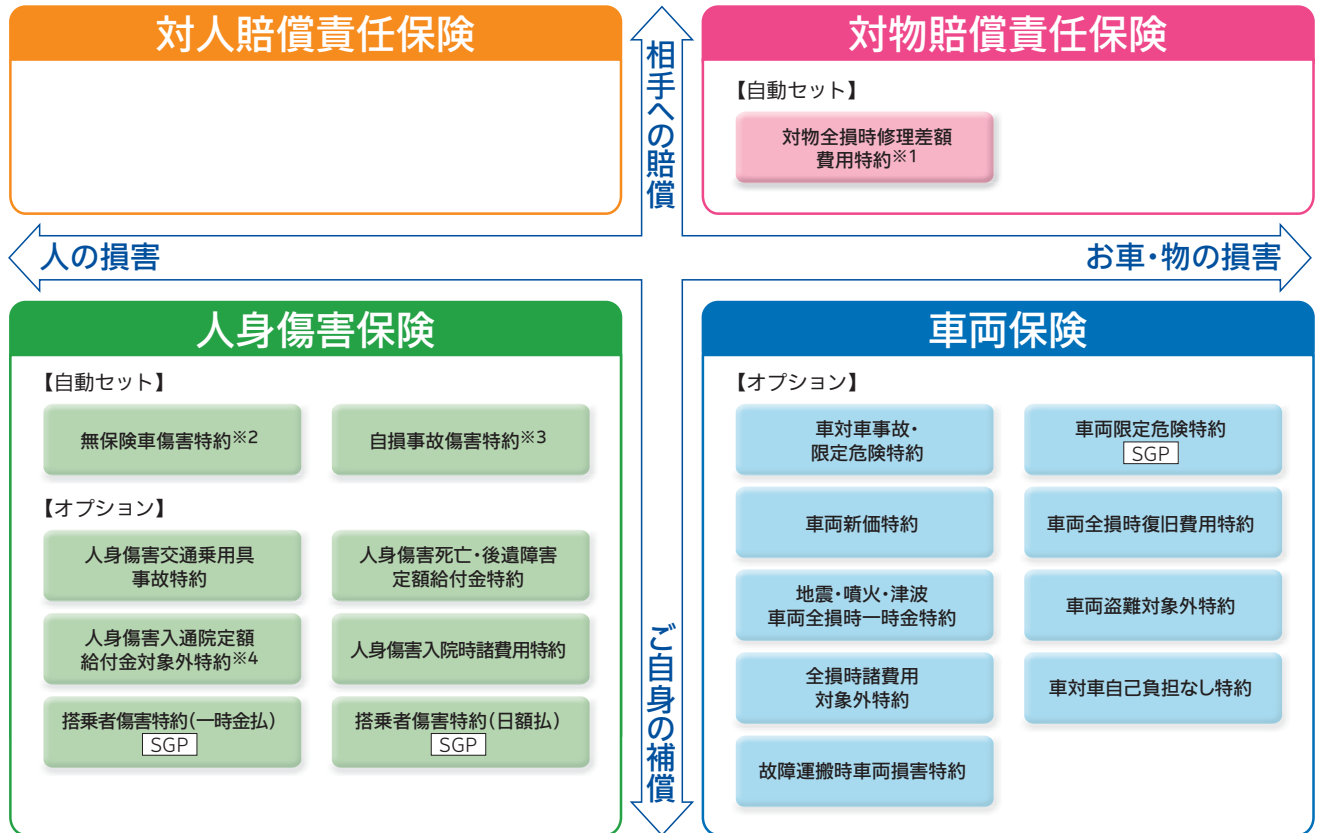 対人賠償責任保険
相手への賠償
対物賠償責任保険
【自動セット】
対物全損時修理差額
費用特約※1
人の損害
お車・物の損害
人身傷害保険
【自動セット】
無保険車傷害特約※2
自損事故傷害特約※3
【オプション】
人身傷害交通乗用具
事故特約
人身傷害死亡・後遺障害
定額給付金特約
人身傷害入通院定額
給付金対象外特約※4
人身傷害入院時諸費用特約
搭乗者傷害特約(一時金払)
SGP
搭乗者傷害特約(日額払)
SGP
ご自身の補償
車両保険
【オプション】
車対車事故・
限定危険特約
車両限定危険特約
SGP
車両新価特約
車両全損時復旧費用特約
地震・噴火・津波
車両全損時一時金特約
車両盗難対象外特約
全損時諸費用
対象外特約
車対車自己負担なし特約
故障運搬時車両損害特約